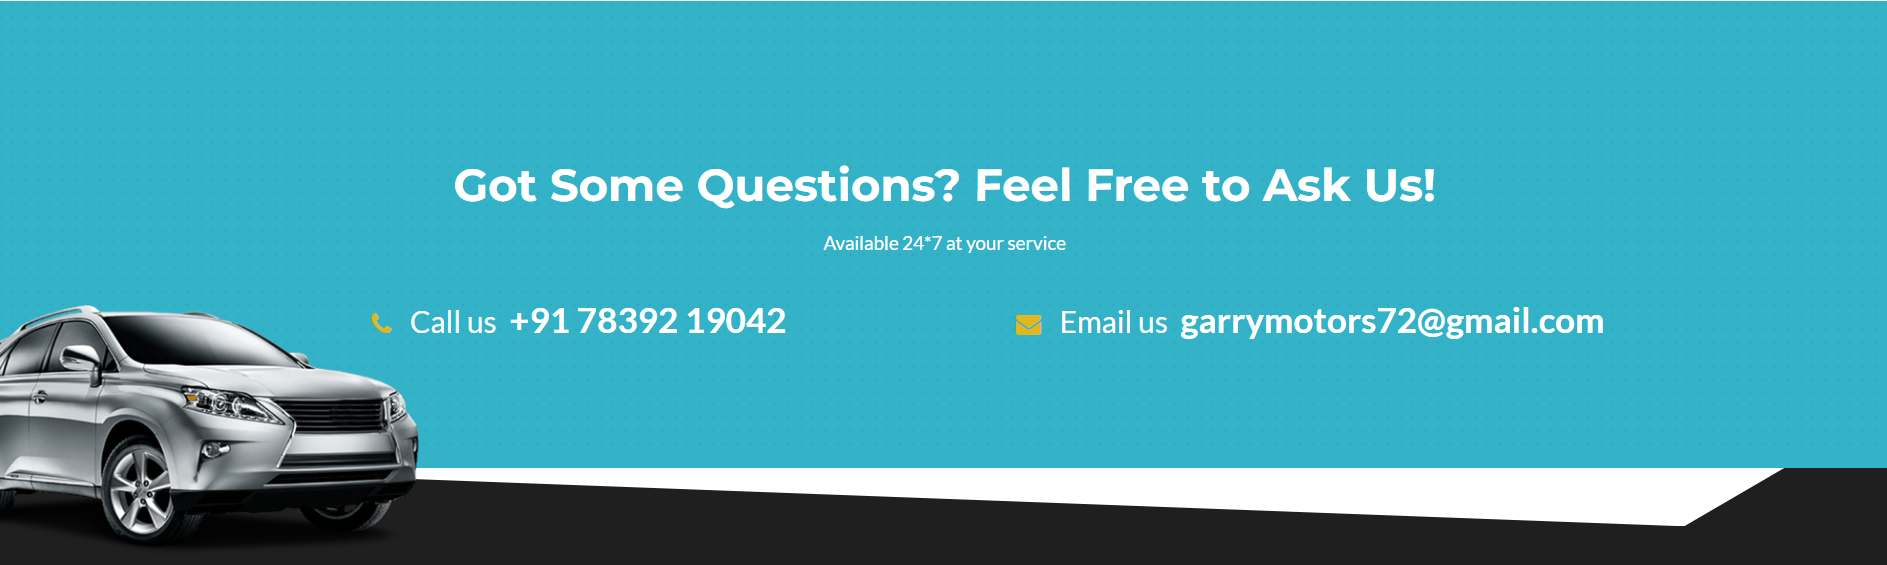 Got Some Questions? Feel Free to Ask Us!
Available 24*7 at your service
Call us +91 78392 19042
Email us garrymotors72@gmail.com